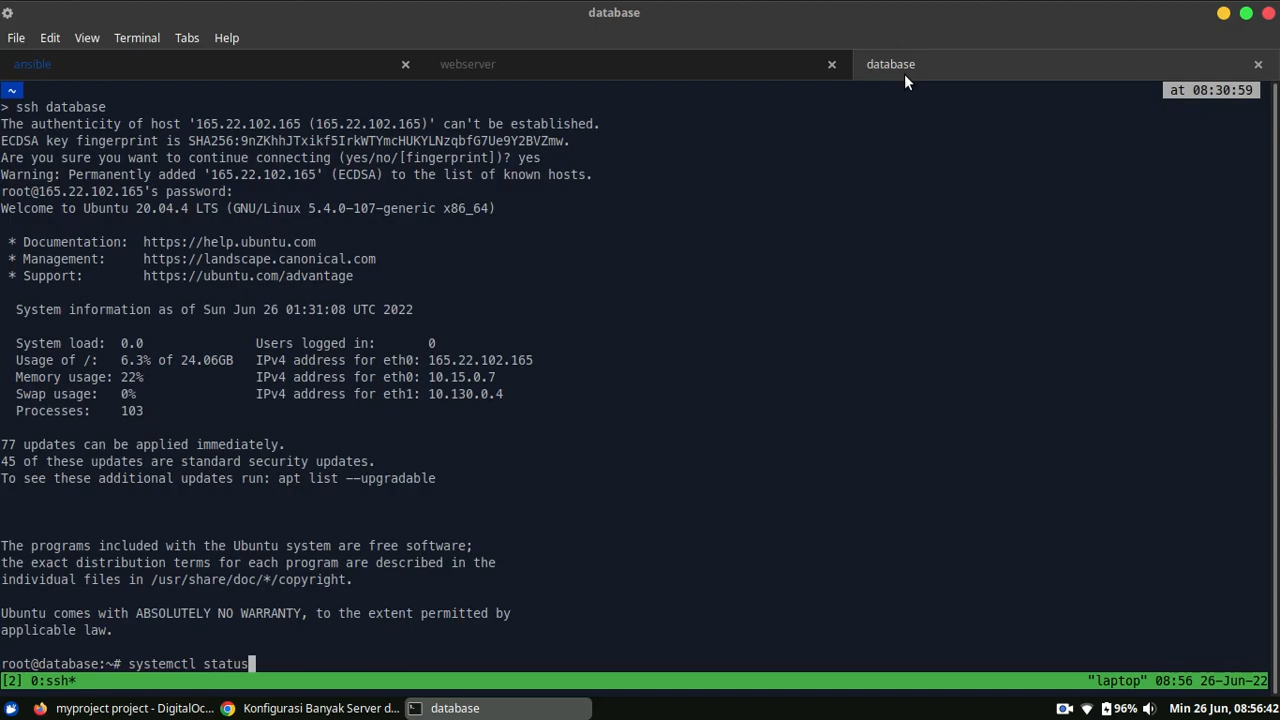 database
File Edit View Terminal Tabs Help
ansible webserver database
~ at 08:30:59
> ssh database
The authenticity of host '165.22.102.165 (165.22.102.165)' can't be established.
ECDSA key fingerprint is SHA256:9nZKhhJTxikf5IrkWTYmcHUKYLNzqbfG7Ue9Y2BVZmw.
Are you sure you want to continue connecting (yes/no/[fingerprint])? yes
Warning: Permanently added '165.22.102.165' (ECDSA) to the list of known hosts.
root@165.22.102.165's password:
Welcome to Ubuntu 20.04.4 LTS (GNU/Linux 5.4.0-107-generic x86_64)
* Documentation: https://help.ubuntu.com
* Management: https://landscape.canonical.com
* Support: https://ubuntu.com/advantage
System information as of Sun Jun 26 01:31:08 UTC 2022
System load: 0.0 Users logged in: 0
Usage of /: 6.3% of 24.06GB IPv4 address for eth0: 165.22.102.165
Memory usage: 22% IPv4 address for eth0: 10.15.0.7
Swap usage: 0% IPv4 address for eth1: 10.130.0.4
Processes: 103
77 updates can be applied immediately.
45 of these updates are standard security updates.
To see these additional updates run: apt list --upgradable
The programs included with the Ubuntu system are free software;
the exact distribution terms for each program are described in the
individual files in /usr/share/doc/*/copyright.
Ubuntu comes with ABSOLUTELY NO WARRANTY, to the extent permitted by
applicable law.
root@database:~# systemctl status
[2] 0:ssh* "laptop" 08:56 26-Jun-22
myproject project - DigitalOc... Konfigurasi Banyak Server d... database 96% Min 26 Jun, 08:56:42